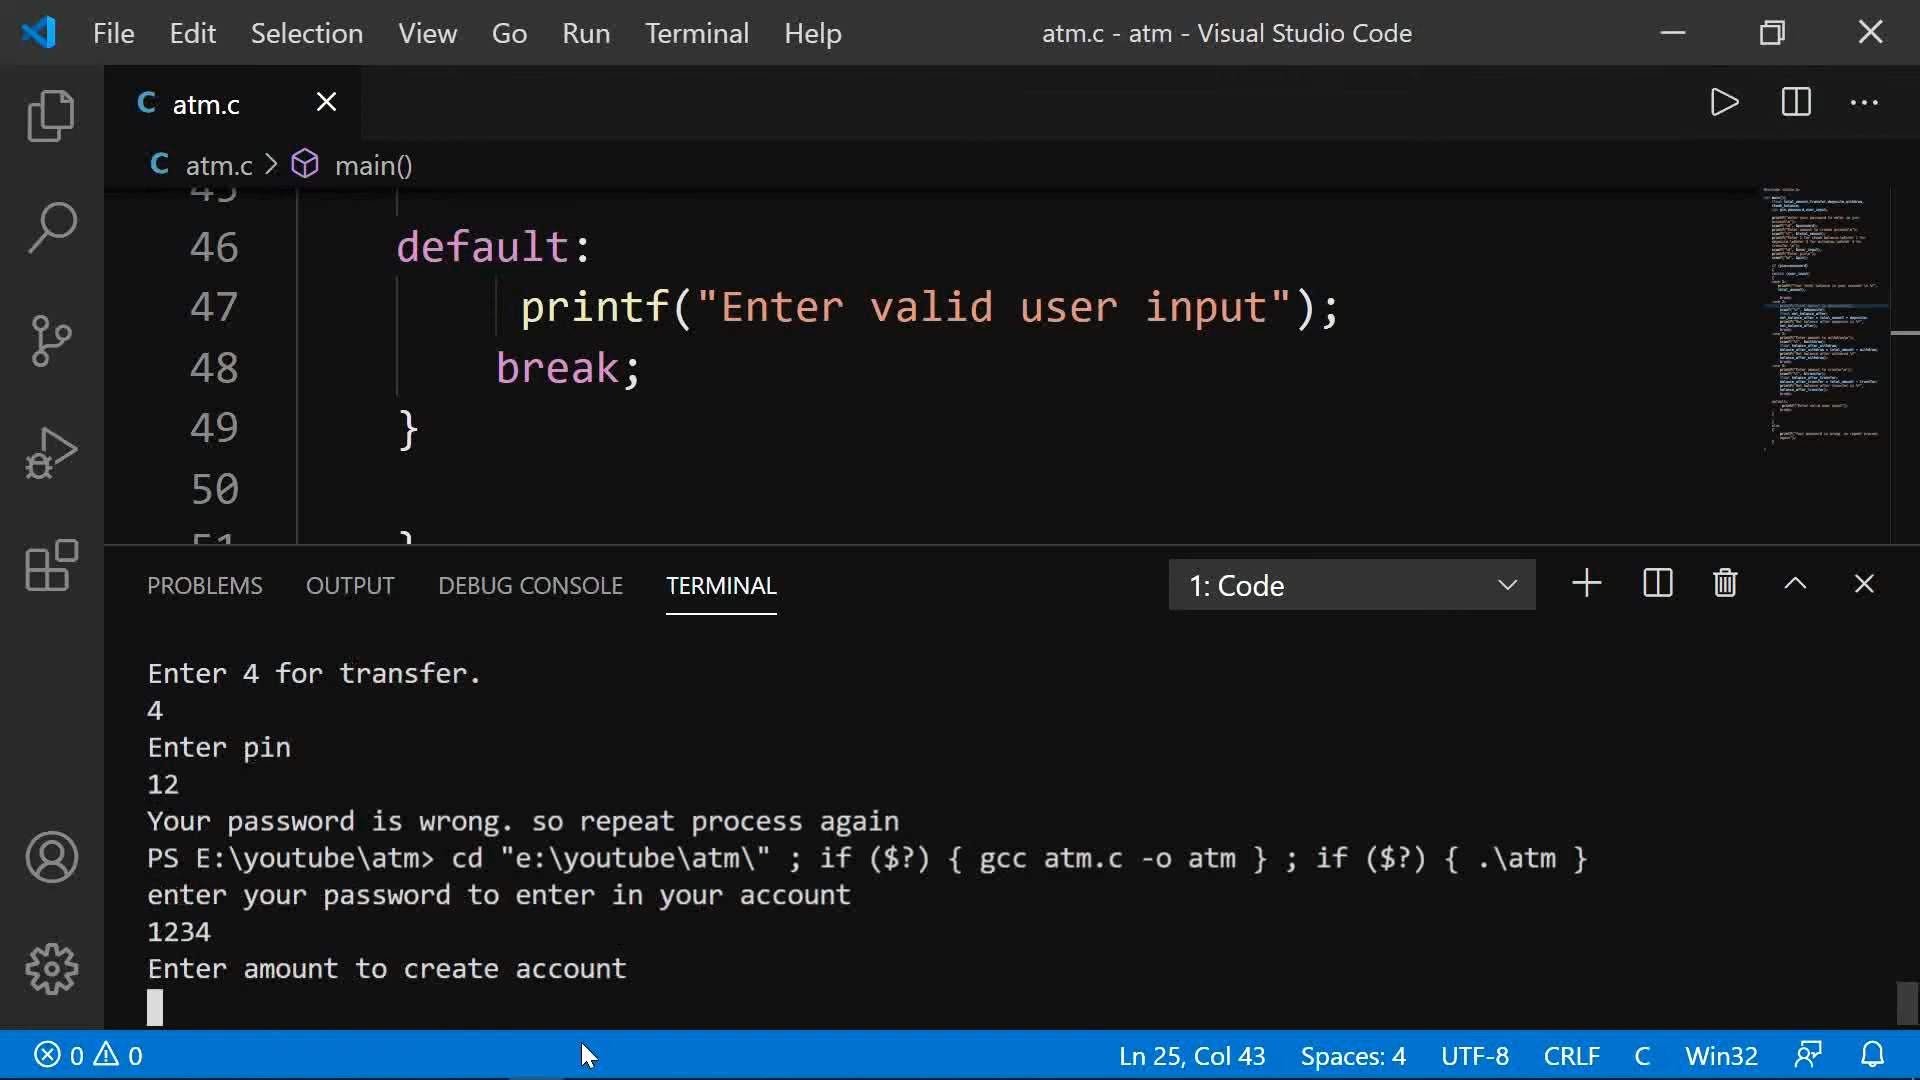 File Edit Selection View Go Run Terminal Help atm.c - atm - Visual Studio Code
C atm.c
C atm.c > main()
45
46 default:
47 printf("Enter valid user input");
48 break;
49 }
50
51 }
PROBLEMS OUTPUT DEBUG CONSOLE TERMINAL 1: Code
Enter 4 for transfer.
4
Enter pin
12
Your password is wrong. so repeat process again
PS E:\youtube\atm> cd "e:\youtube\atm\" ; if ($?) { gcc atm.c -o atm } ; if ($?) { .\atm }
enter your password to enter in your account
1234
Enter amount to create account
0 0 Ln 25, Col 43 Spaces: 4 UTF-8 CRLF C Win32